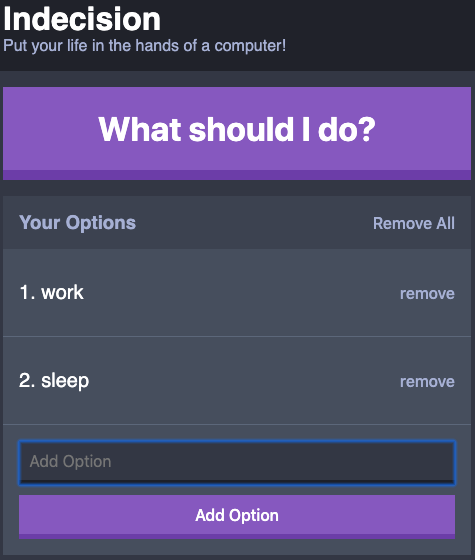 Indecision
Put your life in the hands of a computer!
What should I do?
Your Options Remove All
1. work remove
2. sleep remove
Add Option
Add Option